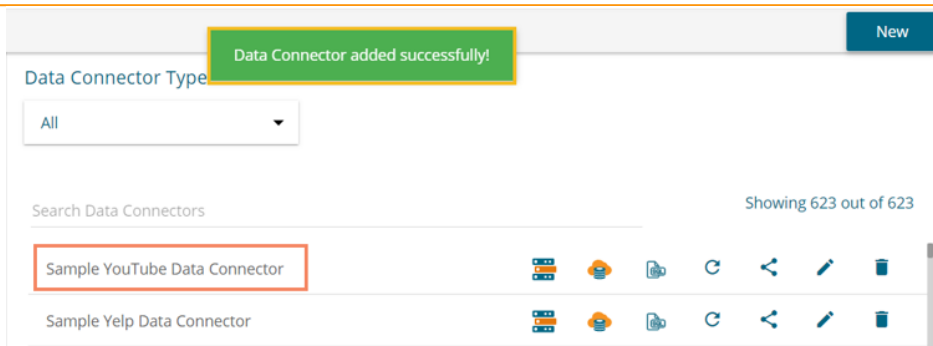 New
Data Connector added successfully!
Data Connector Type
All
Search Data Connectors
Showing 623 out of 623
Sample YouTube Data Connector
Sample Yelp Data Connector